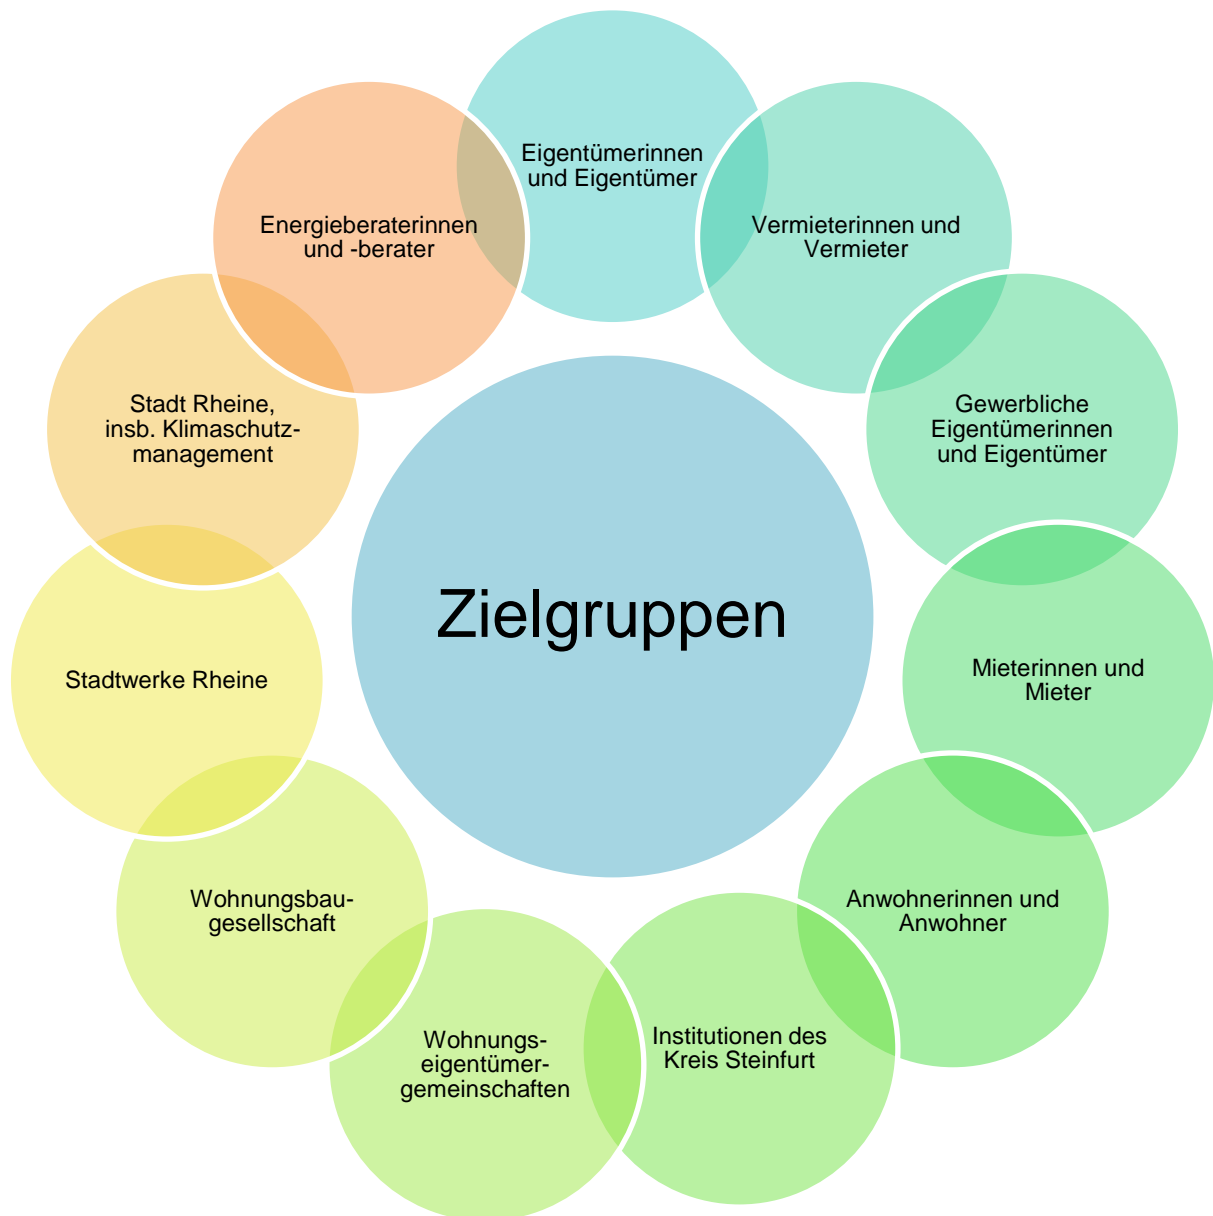 Eigentümerinnen
und Eigentümer
Vermieterinnen und
Vermieter
Gewerbliche
Eigentümerinnen
und Eigentümer
Mieterinnen und
Mieter
Anwohnerinnen und
Anwohner
Institutionen des
Kreis Steinfurt
Wohnungs-
eigentümer-
gemeinschaften
Wohnungsbau-
gesellschaft
Stadtwerke Rheine
Stadt Rheine,
insb. Klimaschutz-
management
Energieberaterinnen
und -berater
Zielgruppen